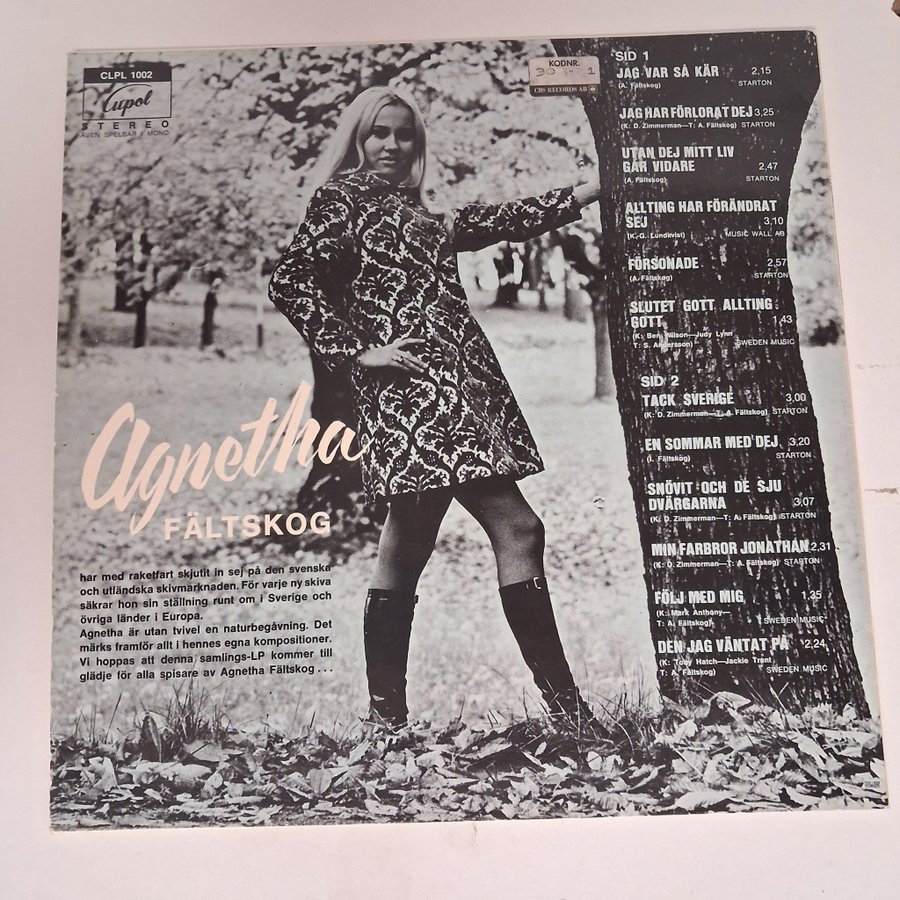 CLPL 1002
Cupol
STEREO
ÄVEN SPELBAR I MONO
KODNR.
CBS RECORDS AB
SID 1
JAG VAR SÅ KÄR 2,15
(A. Fältskog) STARTON
JAG HAR FÖRLORAT DEJ 3,25
(K: D. Zimmerman—T: A. Fältskog) STARTON
UTAN DEJ MITT LIV
GÅR VIDARE 2,47
(A. Fältskog) STARTON
ALLTING HAR FÖRÄNDRAT
SEJ 3,10
(K. G. Lundkvist) MUSIC WALL AB
FÖRSONADE 2,57
(A. Fältskog) STARTON
SLUTET GOTT ALLTING
GOTT 1,43
(K: Ben Wilson—Judy Lynn
T: S. Andersson) SWEDEN MUSIC
SID 2
TACK SVERIGE 3,00
(K: D. Zimmerman—T: A. Fältskog) STARTON
EN SOMMAR MED DEJ 3,20
(I. Fältskog) STARTON
SNÖVIT OCH DE SJU
DVÄRGARNA 3,07
(K: D. Zimmerman—T: A. Fältskog) STARTON
MIN FARBROR JONATHAN 2,31
(K: D. Zimmerman—T: A. Fältskog) STARTON
FÖLJ MED MIG 1,35
(K: Mark Anthony—
T: A. Fältskog) SWEDEN MUSIC
DEN JAG VÄNTAT PÅ 2,24
(K: Tony Hatch—Jackie Trent
T: A. Fältskog) SWEDEN MUSIC
Agnetha
FÄLTSKOG
har med raketfart skjutit in sej på den svenska
och utländska skivmarknaden. För varje ny skiva
säkrar hon sin ställning runt om i Sverige och
övriga länder i Europa.
Agnetha är utan tvivel en naturbegåvning. Det
märks framför allt i hennes egna kompositioner.
Vi hoppas att denna samlings-LP kommer till
glädje för alla spisare av Agnetha Fältskog . . .